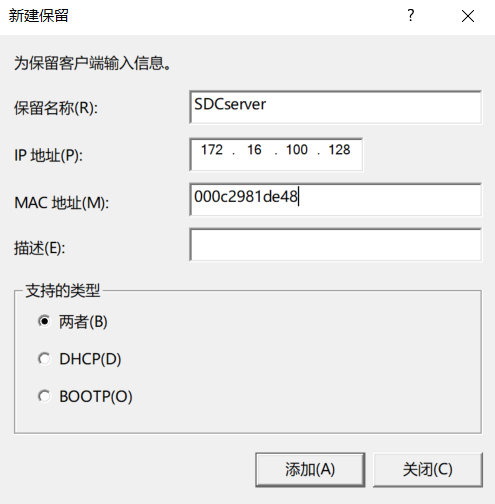 新建保留
?
为保留客户端输入信息。
保留名称(R): SDCserver
IP 地址(P): 172 . 16 . 100 . 128
MAC 地址(M): 000c2981de48
描述(E):
支持的类型
两者(B)
DHCP(D)
BOOTP(O)
添加(A) 关闭(C)